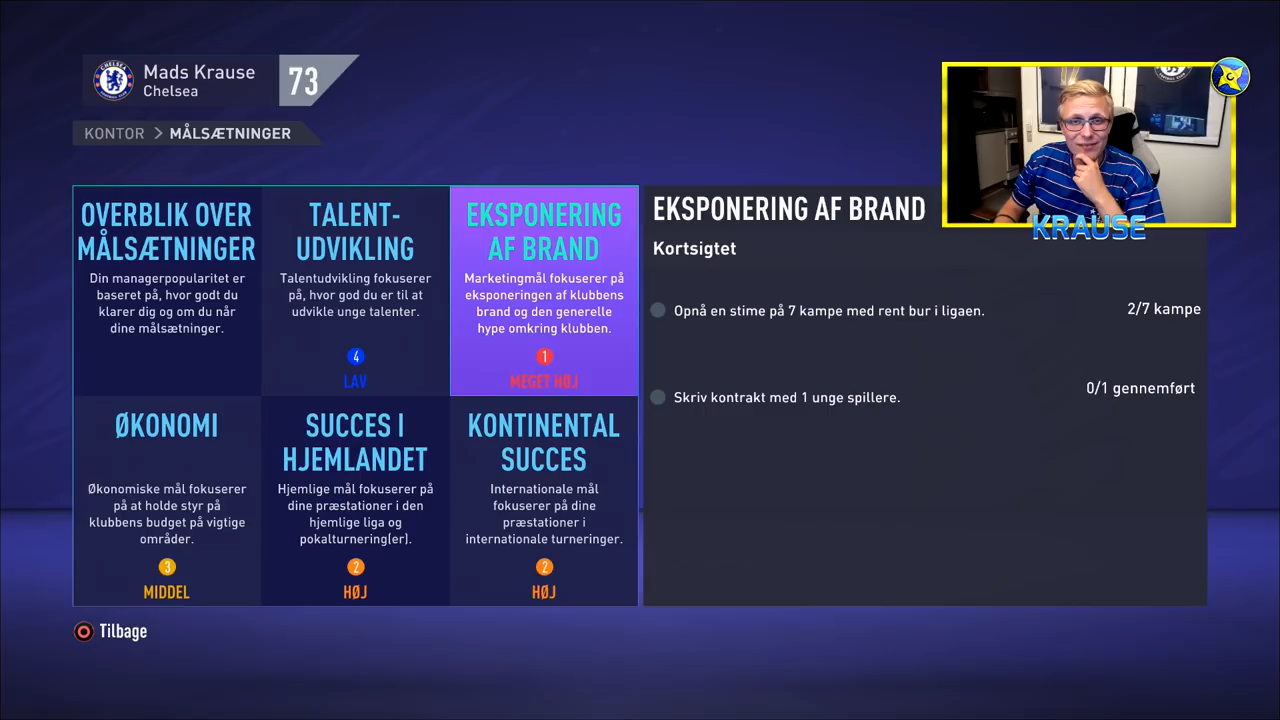 Mads Krause
Chelsea
73
KONTOR > MÅLSÆTNINGER
OVERBLIK OVER
MÅLSÆTNINGER
Din managerpopularitet er
baseret på, hvor godt du
klarer dig og om du når
dine målsætninger.
TALENT-
UDVIKLING
Talentudvikling fokuserer
på, hvor god du er til at
udvikle unge talenter.
4
LAV
EKSPONERING
AF BRAND
Marketingmål fokuserer på
eksponeringen af klubbens
brand og den generelle
hype omkring klubben.
1
MEGET HØJ
ØKONOMI
Økonomiske mål fokuserer
på at holde styr på
klubbens budget på vigtige
områder.
3
MIDDEL
SUCCES I
HJEMLANDET
Hjemlige mål fokuserer på
dine præstationer i den
hjemlige liga og
pokalturnering(er).
2
HØJ
KONTINENTAL
SUCCES
Internationale mål
fokuserer på dine
præstationer i
internationale turneringer.
2
HØJ
EKSPONERING AF BRAND
Kortsigtet
Opnå en stime på 7 kampe med rent bur i ligaen.
2/7 kampe
Skriv kontrakt med 1 unge spillere.
0/1 gennemført
KRAUSE
Tilbage